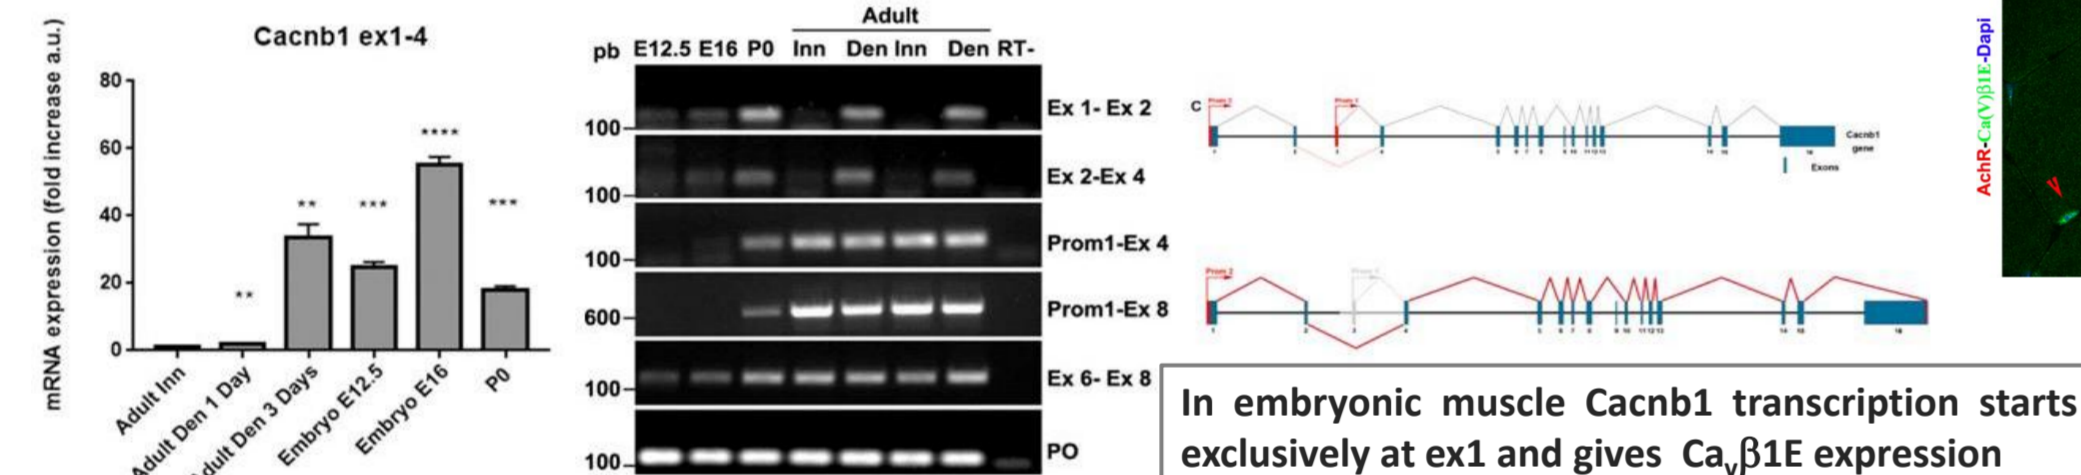 Cacnb1 ex1-4
mRNA expression (fold increase a.u.)
80
60
40
20
0
** ** *** **** ***
Adult Inn
Adult Den 1 Day
Adult Den 3 Days
Embryo E12.5
Embryo E16
P0
Adult
pb E12.5 E16 P0 Inn Den Inn Den RT-
100 Ex 1- Ex 2
100 Ex 2-Ex 4
100 Prom1-Ex 4
600 Prom1-Ex 8
100 Ex 6- Ex 8
100 PO
C
Prom 1
Cacnb1
gene
Exons
Prom 2
AchR-Ca(V)β1E-Dapi
In embryonic muscle Cacnb1 transcription starts
exclusively at ex1 and gives Caᵥβ1E expression